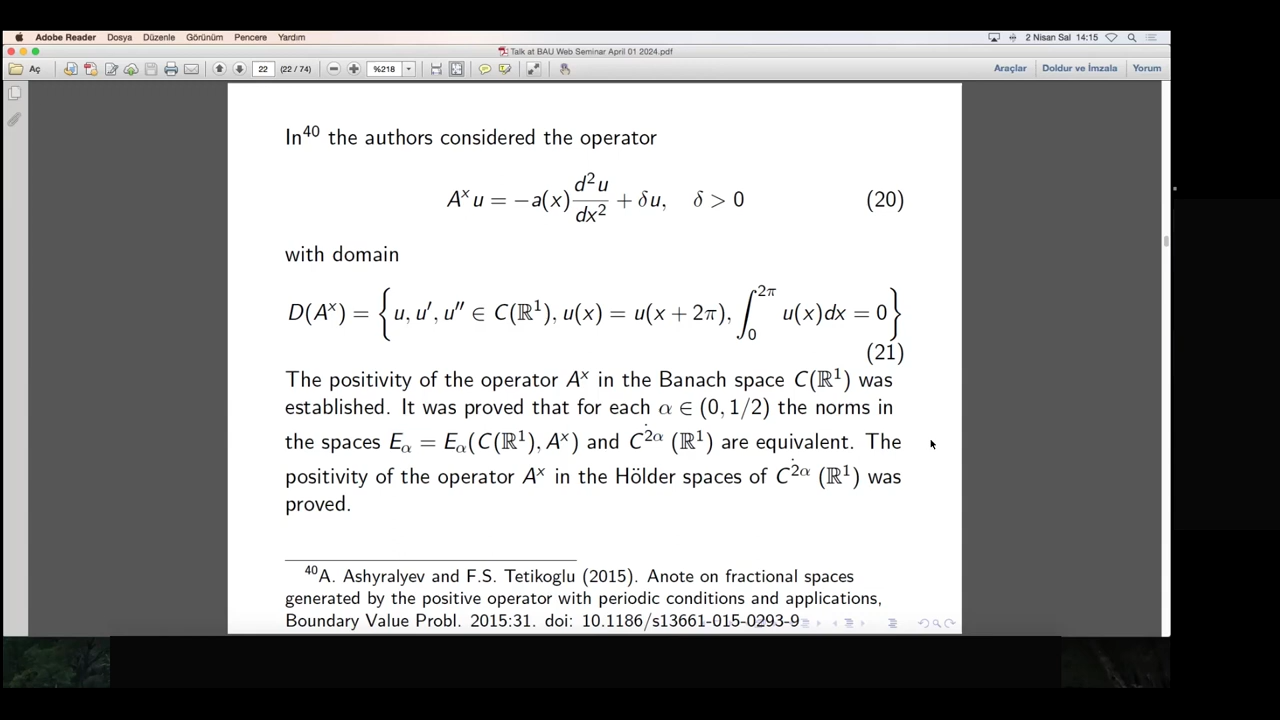 Adobe Reader Dosya Düzenle Görünüm Pencere Yardım 2 Nisan Sal 14:15
Talk at BAU Web Seminar April 01 2024.pdf
Aç 22 (22 / 74) %218 Araçlar Doldur ve İmzala Yorum
In⁴⁰ the authors considered the operator
Aˣu = −a(x) d²u/dx² + δu, δ > 0 (20)
with domain
D(Aˣ) = { u, u′, u″ ∈ C(ℝ¹), u(x) = u(x + 2π), ∫₀^{2π} u(x)dx = 0 }
(21)
The positivity of the operator Aˣ in the Banach space C(ℝ¹) was
established. It was proved that for each α ∈ (0, 1/2) the norms in
the spaces E_α = E_α(C(ℝ¹), Aˣ) and Ċ^{2α} (ℝ¹) are equivalent. The
positivity of the operator Aˣ in the Hölder spaces of Ċ^{2α} (ℝ¹) was
proved.
⁴⁰A. Ashyralyev and F.S. Tetikoglu (2015). Anote on fractional spaces
generated by the positive operator with periodic conditions and applications,
Boundary Value Probl. 2015:31. doi: 10.1186/s13661-015-0293-9